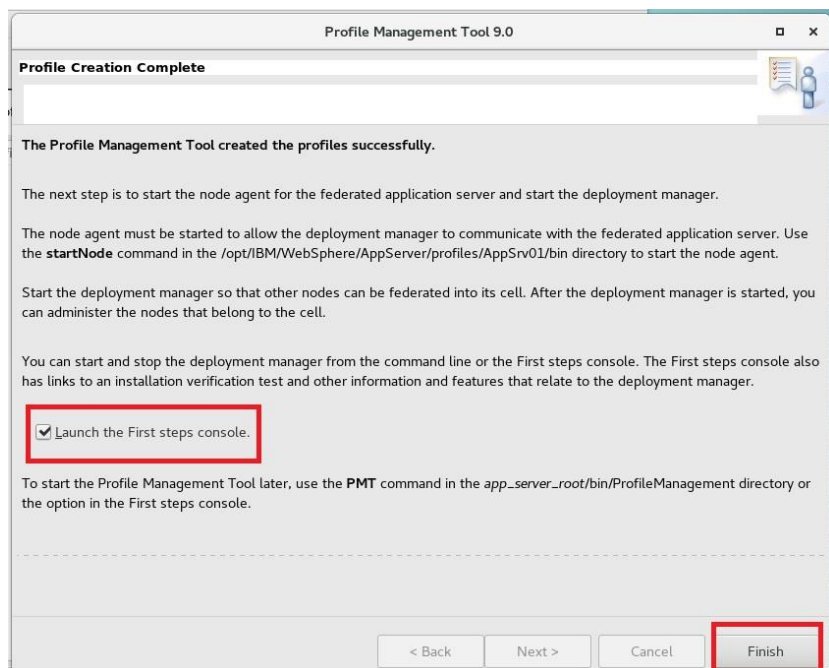 Profile Management Tool 9.0
Profile Creation Complete
The Profile Management Tool created the profiles successfully.
The next step is to start the node agent for the federated application server and start the deployment manager.
The node agent must be started to allow the deployment manager to communicate with the federated application server. Use
the startNode command in the /opt/IBM/WebSphere/AppServer/profiles/AppSrv01/bin directory to start the node agent.
Start the deployment manager so that other nodes can be federated into its cell. After the deployment manager is started, you
can administer the nodes that belong to the cell.
You can start and stop the deployment manager from the command line or the First steps console. The First steps console also
has links to an installation verification test and other information and features that relate to the deployment manager.
Launch the First steps console.
To start the Profile Management Tool later, use the PMT command in the app_server_root/bin/ProfileManagement directory or
the option in the First steps console.
< Back Next > Cancel Finish